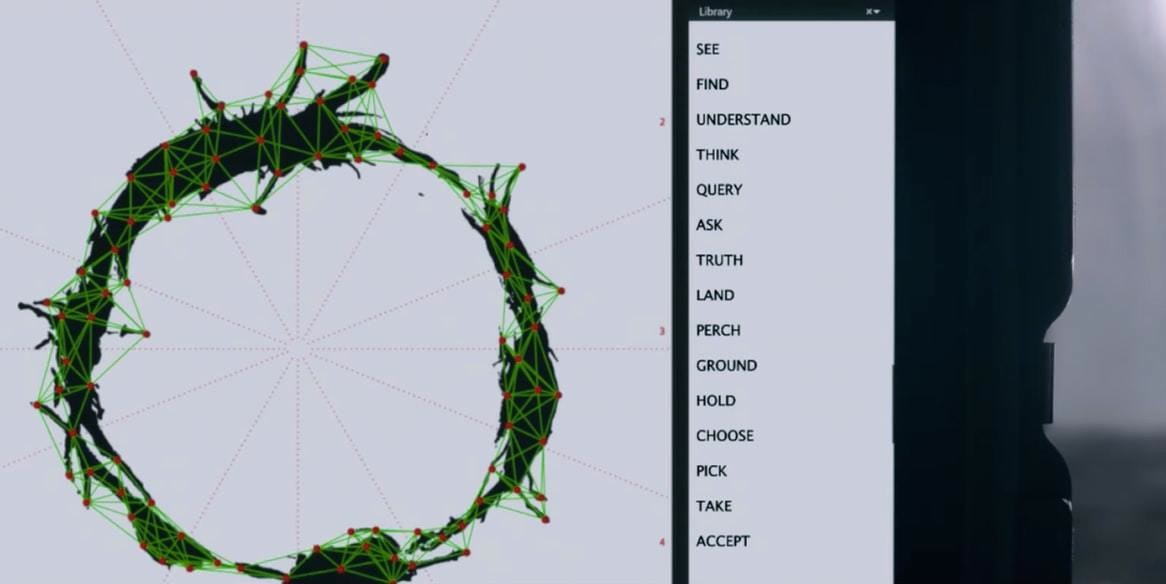 Library
SEE
FIND
UNDERSTAND
THINK
QUERY
ASK
TRUTH
LAND
PERCH
GROUND
HOLD
CHOOSE
PICK
TAKE
ACCEPT
2
3
4